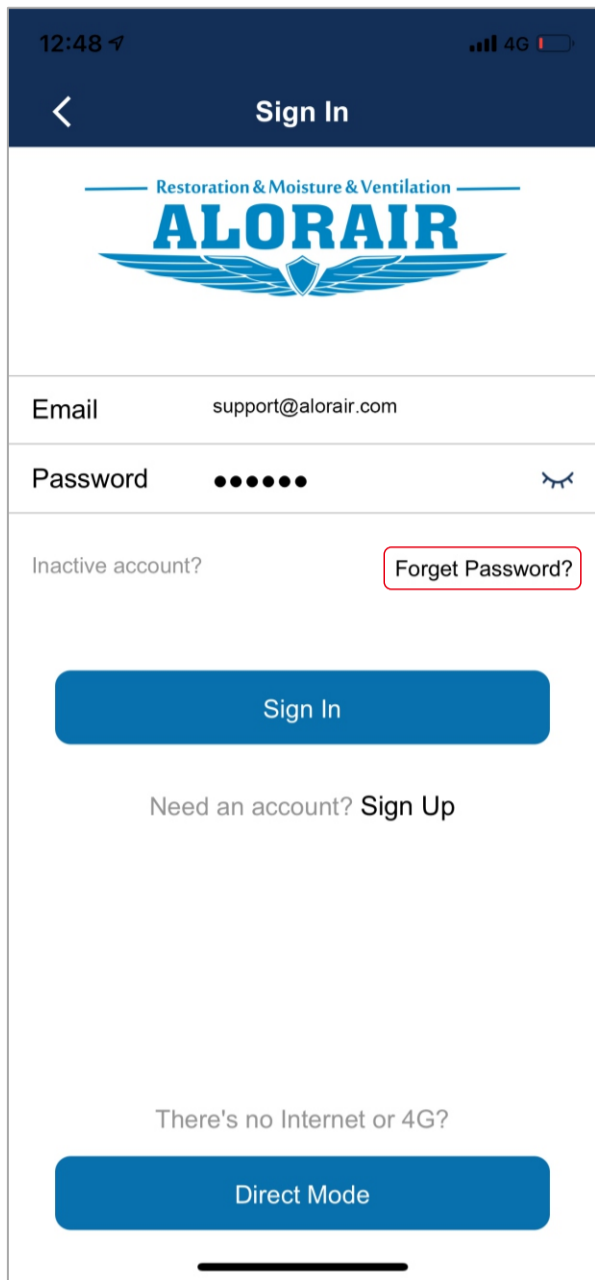 12:48
4G
Sign In
Restoration & Moisture & Ventilation
ALORAIR
Email support@alorair.com
Password ●●●●●●
Inactive account? Forget Password?
Sign In
Need an account? Sign Up
There's no Internet or 4G?
Direct Mode